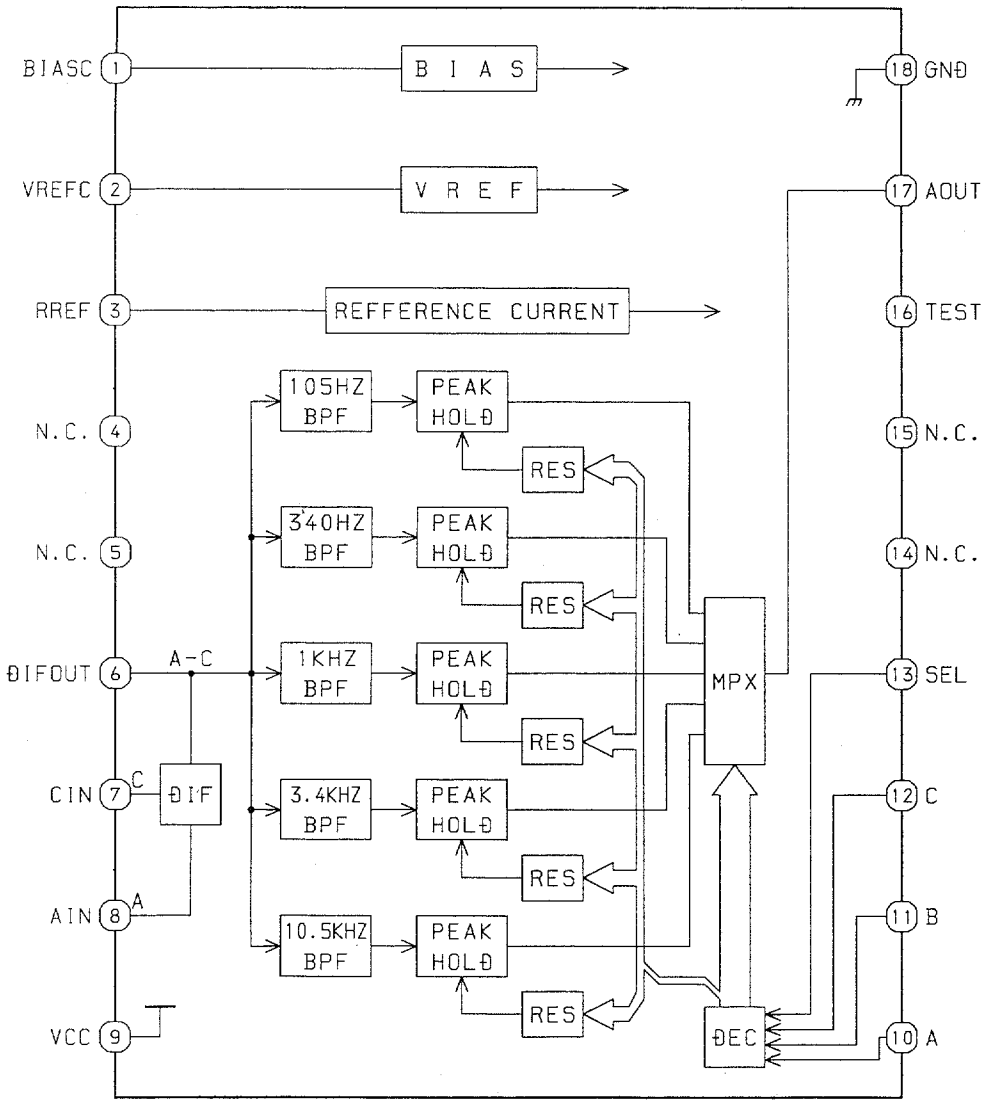 BIASC 1 BIAS 18 GND
VREFC 2 VREF 17 AOUT
RREF 3 REFFERENCE CURRENT 16 TEST
105HZ
BPF
PEAK
HOLD
N.C. 4 15 N.C.
RES
340HZ
BPF
PEAK
HOLD
N.C. 5 14 N.C.
RES
DIFOUT 6 A-C
1KHZ
BPF
PEAK
HOLD
MPX
13 SEL
RES
CIN 7 C DIF
3.4KHZ
BPF
PEAK
HOLD
12 C
RES
AIN 8 A
10.5KHZ
BPF
PEAK
HOLD
11 B
RES
VCC 9 DEC 10 A